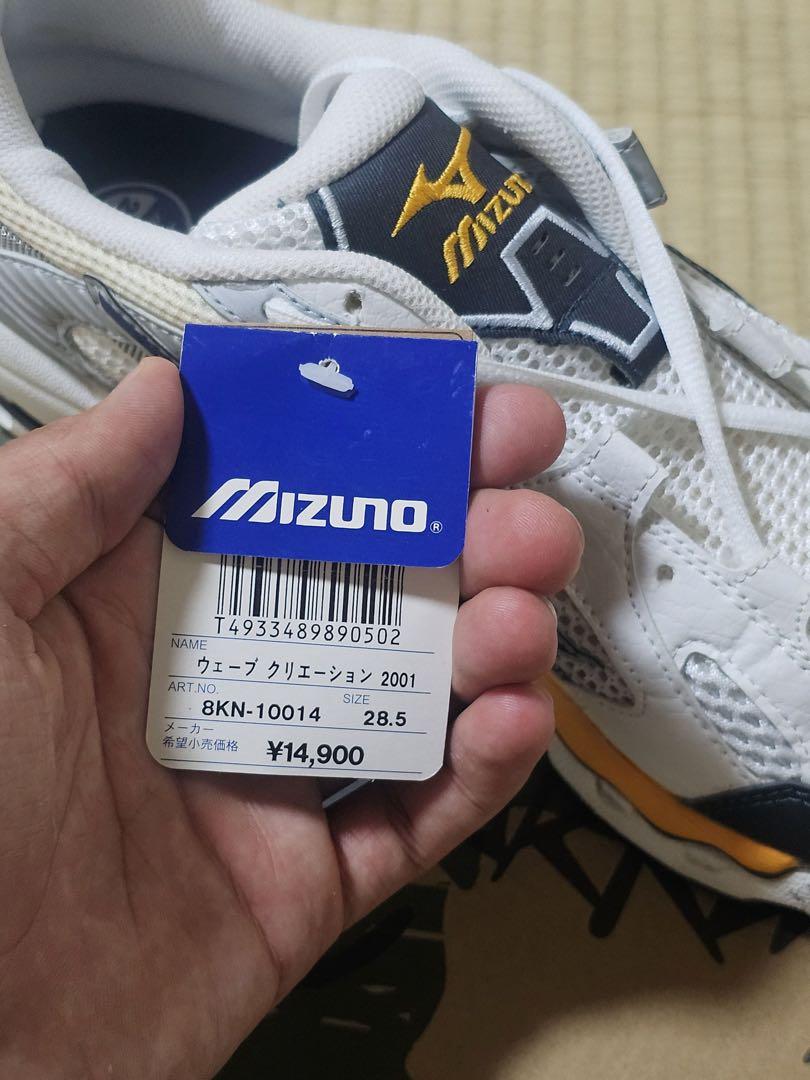 MIZUNO
MIZUNO®
T4933489890502
NAME
ウェーブ クリエーション 2001
ART.NO. SIZE
8KN-10014 28.5
メーカー
希望小売価格 ¥14,900